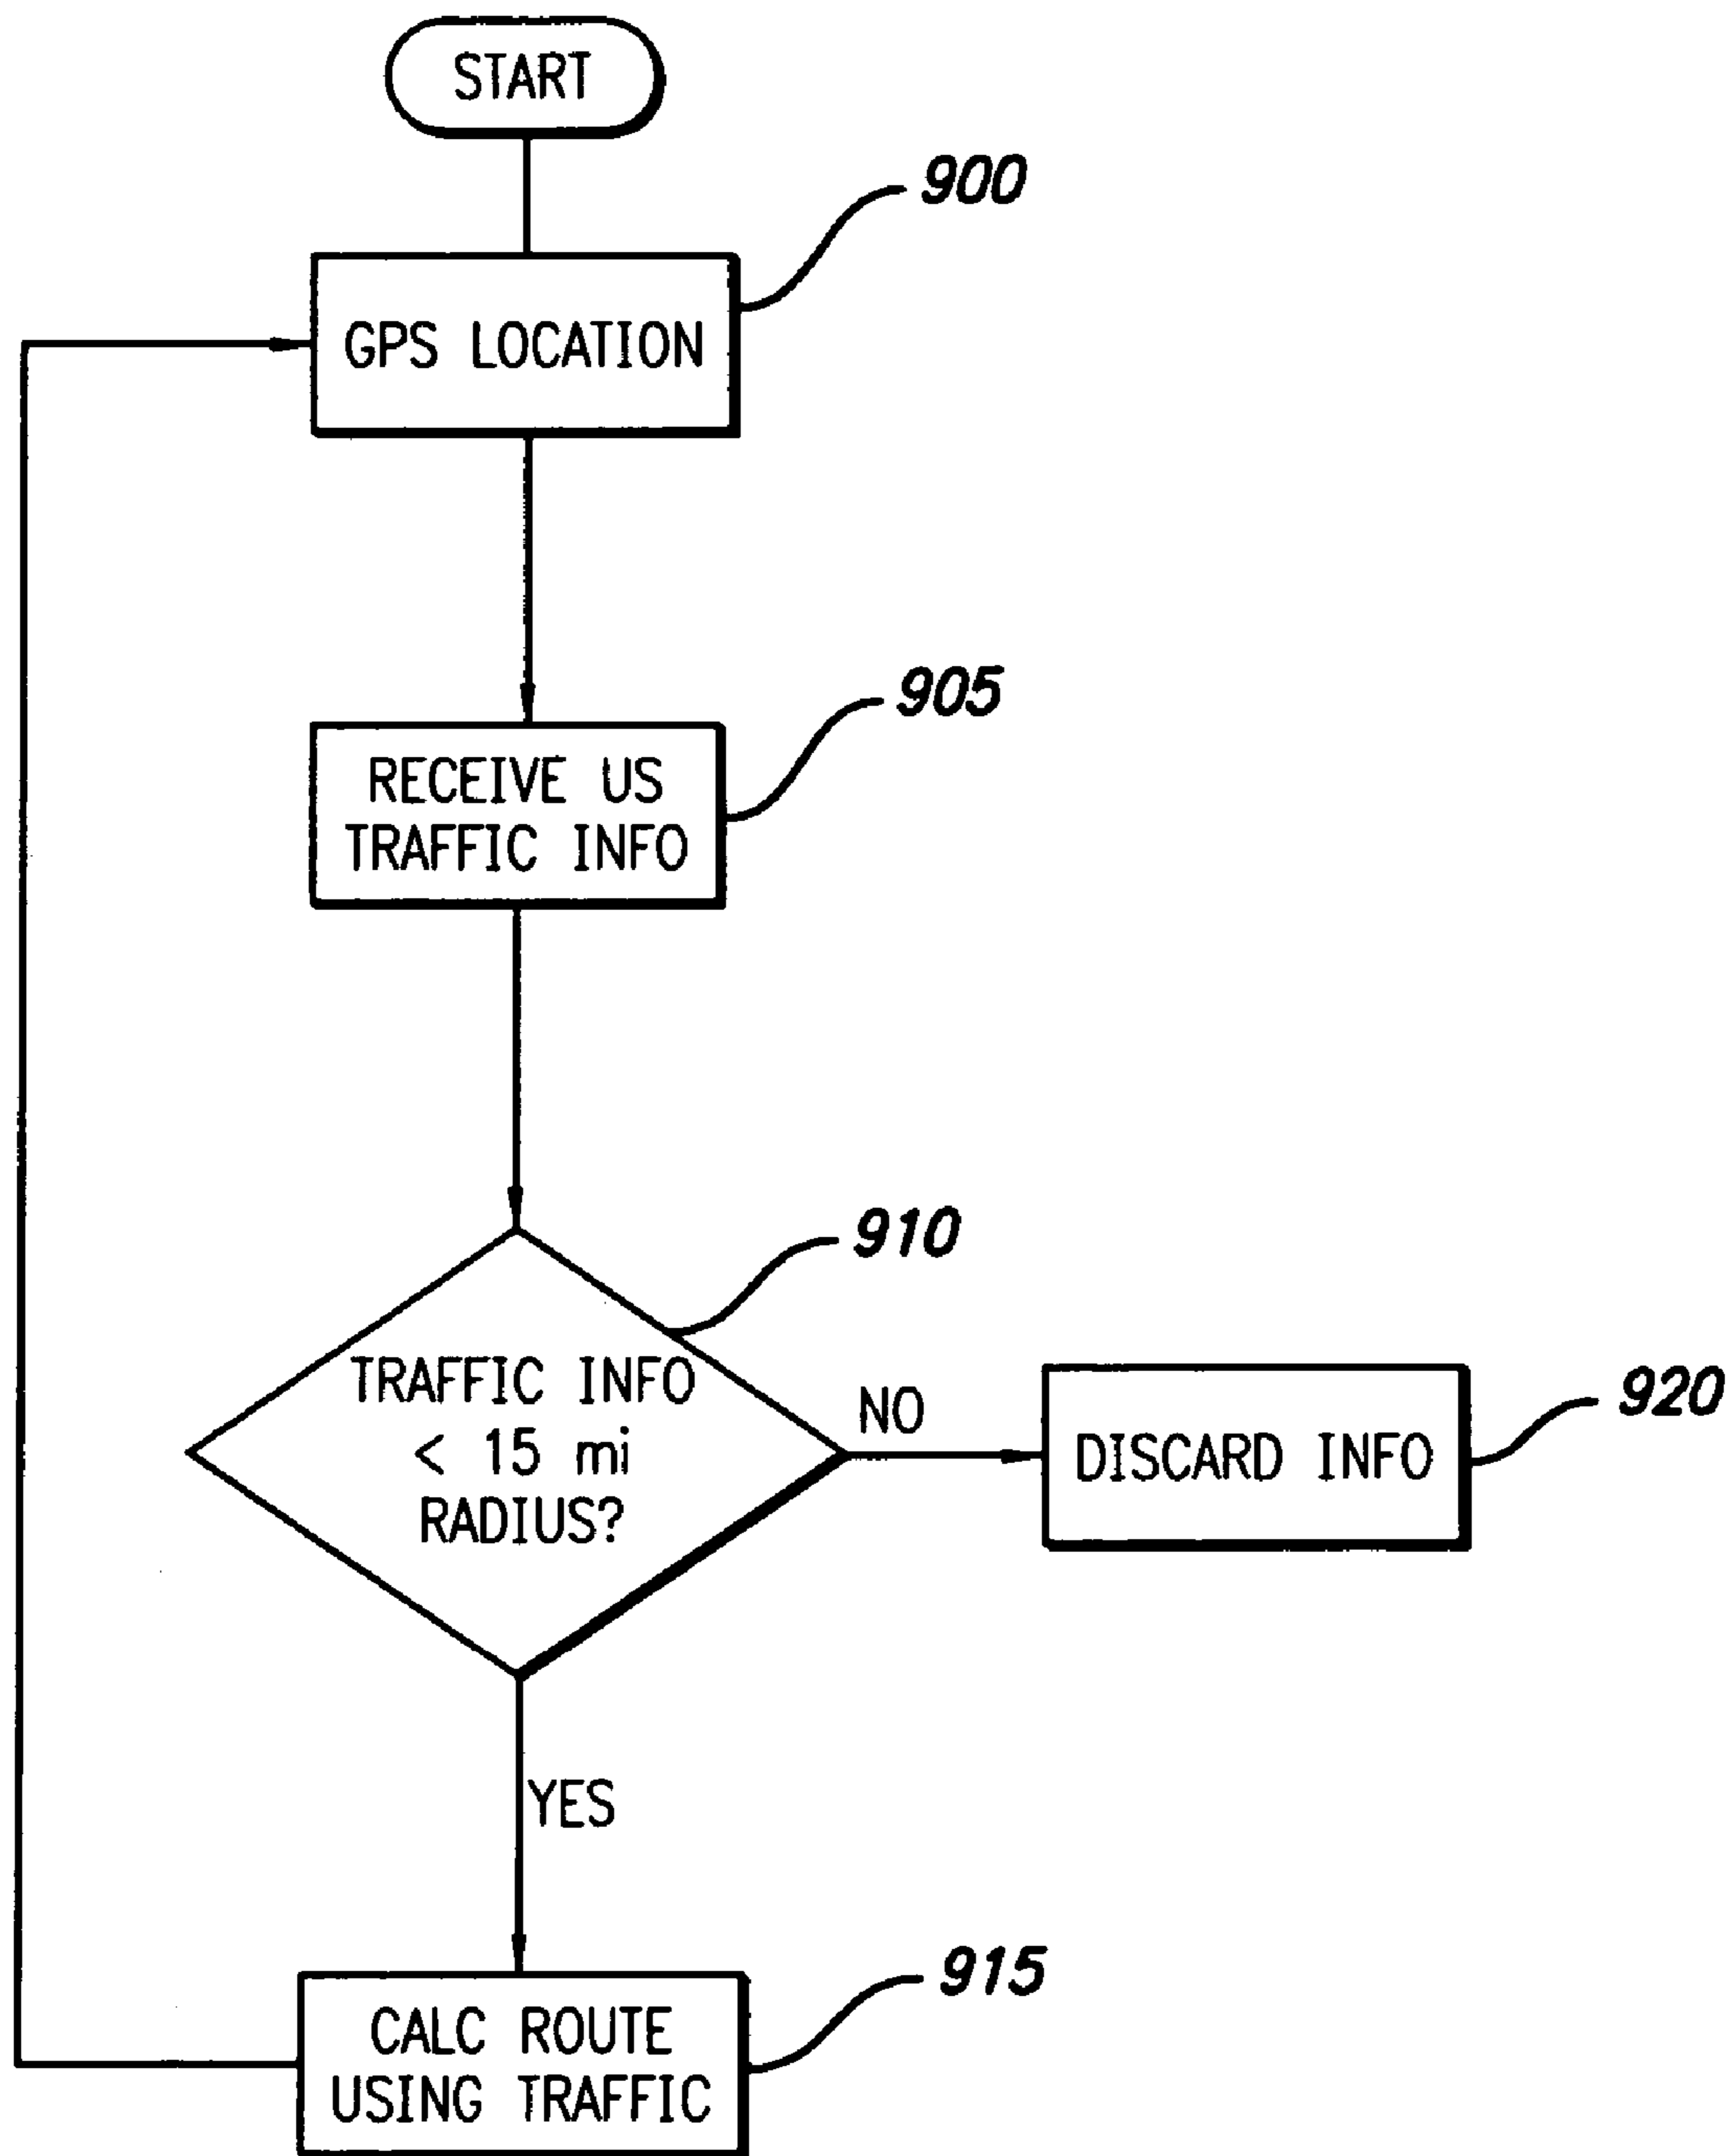 START
900
GPS LOCATION
905
RECEIVE US
TRAFFIC INFO
910
TRAFFIC INFO
< 15 mi
RADIUS?
NO
920
DISCARD INFO
YES
915
CALC ROUTE
USING TRAFFIC